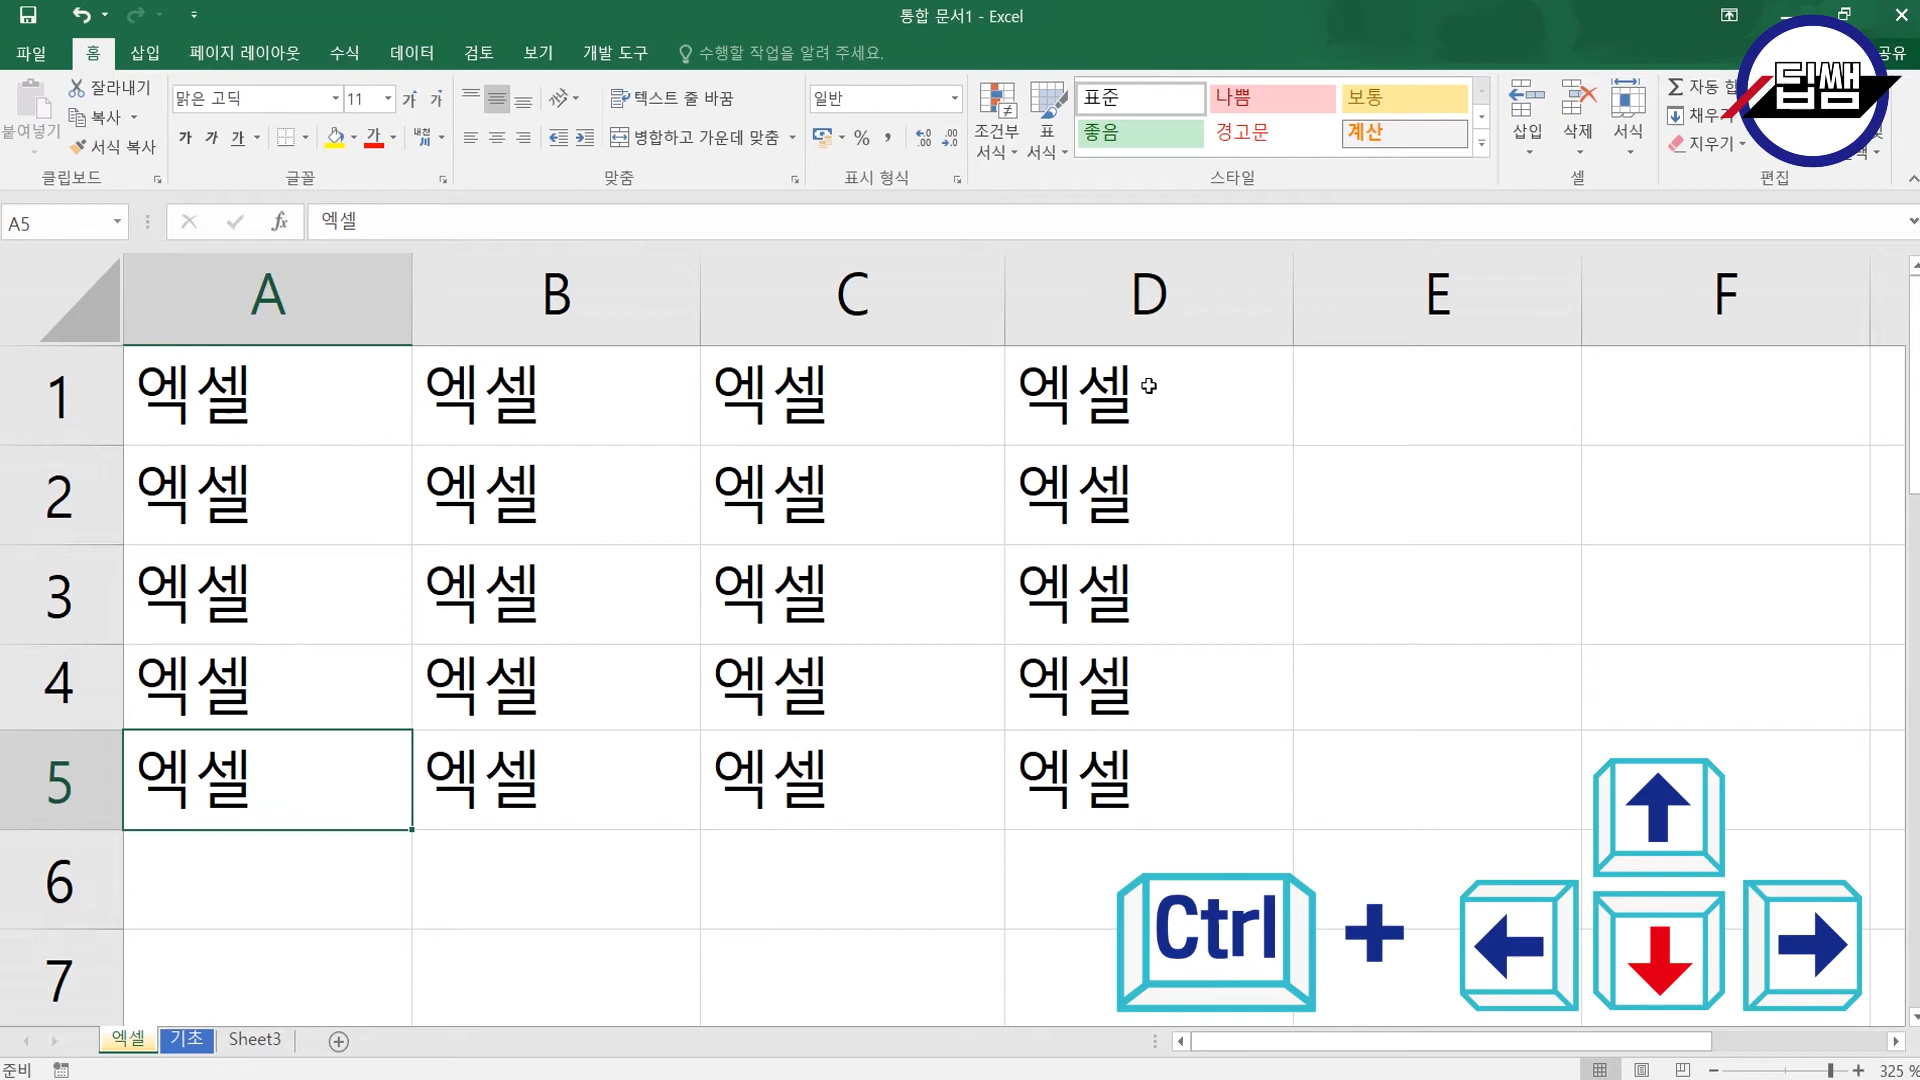 통합 문서1 - Excel
파일 홈 삽입 페이지 레이아웃 수식 데이터 검토 보기 개발 도구 수행할 작업을 알려 주세요. 공유
딥쌤
붙여넣기 잘라내기 복사 서식 복사 클립보드
맑은 고딕 11 가 가
가 가 가 가 내천
글꼴
텍스트 줄 바꿈
병합하고 가운데 맞춤
맞춤
일반
% ,
표시 형식
조건부 서식 표 서식
표준 나쁨 보통
좋음 경고문 계산
스타일
삽입 삭제 서식
셀
자동
채우기
지우기
편집
A5 fx 엑셀
A B C D E F
1 엑셀 엑셀 엑셀 엑셀
2 엑셀 엑셀 엑셀 엑셀
3 엑셀 엑셀 엑셀 엑셀
4 엑셀 엑셀 엑셀 엑셀
5 엑셀 엑셀 엑셀 엑셀
6
7
Ctrl +
엑셀 기초 Sheet3
준비 325 %